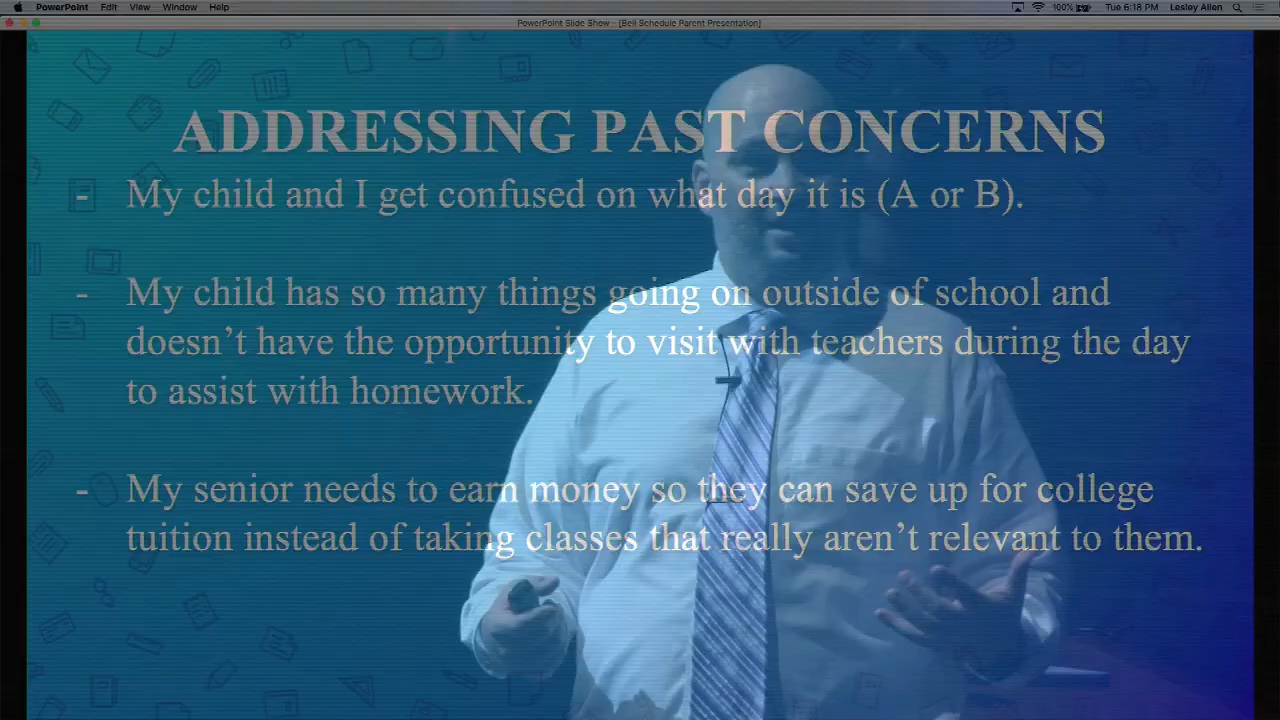 PowerPoint Edit View Window Help 100% Tue 6:18 PM Lesley Allen
PowerPoint Slide Show - [Bell Schedule Parent Presentation]
ADDRESSING PAST CONCERNS
- My child and I get confused on what day it is (A or B).
- My child has so many things going on outside of school and
doesn’t have the opportunity to visit with teachers during the day
to assist with homework.
- My senior needs to earn money so they can save up for college
tuition instead of taking classes that really aren’t relevant to them.